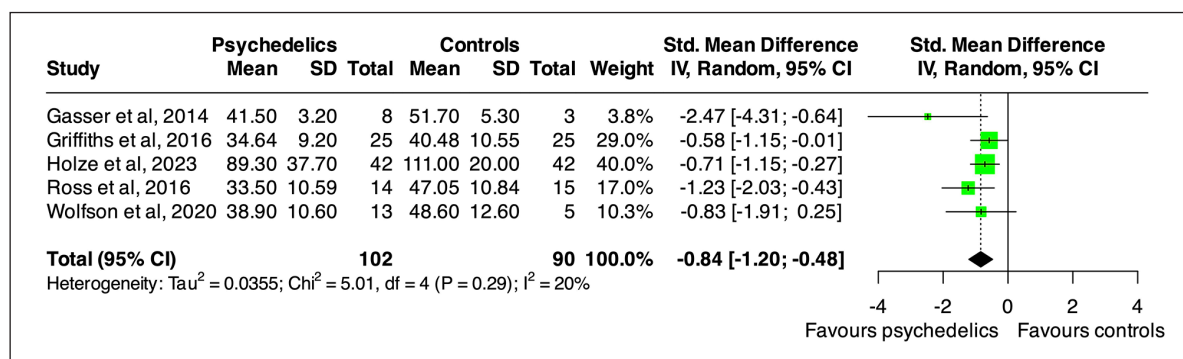 Psychedelics Controls Std. Mean Difference Std. Mean Difference
Study Mean SD Total Mean SD Total Weight IV, Random, 95% CI IV, Random, 95% CI
Gasser et al, 2014 41.50 3.20 8 51.70 5.30 3 3.8% -2.47 [-4.31; -0.64]
Griffiths et al, 2016 34.64 9.20 25 40.48 10.55 25 29.0% -0.58 [-1.15; -0.01]
Holze et al, 2023 89.30 37.70 42 111.00 20.00 42 40.0% -0.71 [-1.15; -0.27]
Ross et al, 2016 33.50 10.59 14 47.05 10.84 15 17.0% -1.23 [-2.03; -0.43]
Wolfson et al, 2020 38.90 10.60 13 48.60 12.60 5 10.3% -0.83 [-1.91; 0.25]
Total (95% CI) 102 90 100.0% -0.84 [-1.20; -0.48]
Heterogeneity: Tau² = 0.0355; Chi² = 5.01, df = 4 (P = 0.29); I² = 20%
-4 -2 0 2 4
Favours psychedelics Favours controls